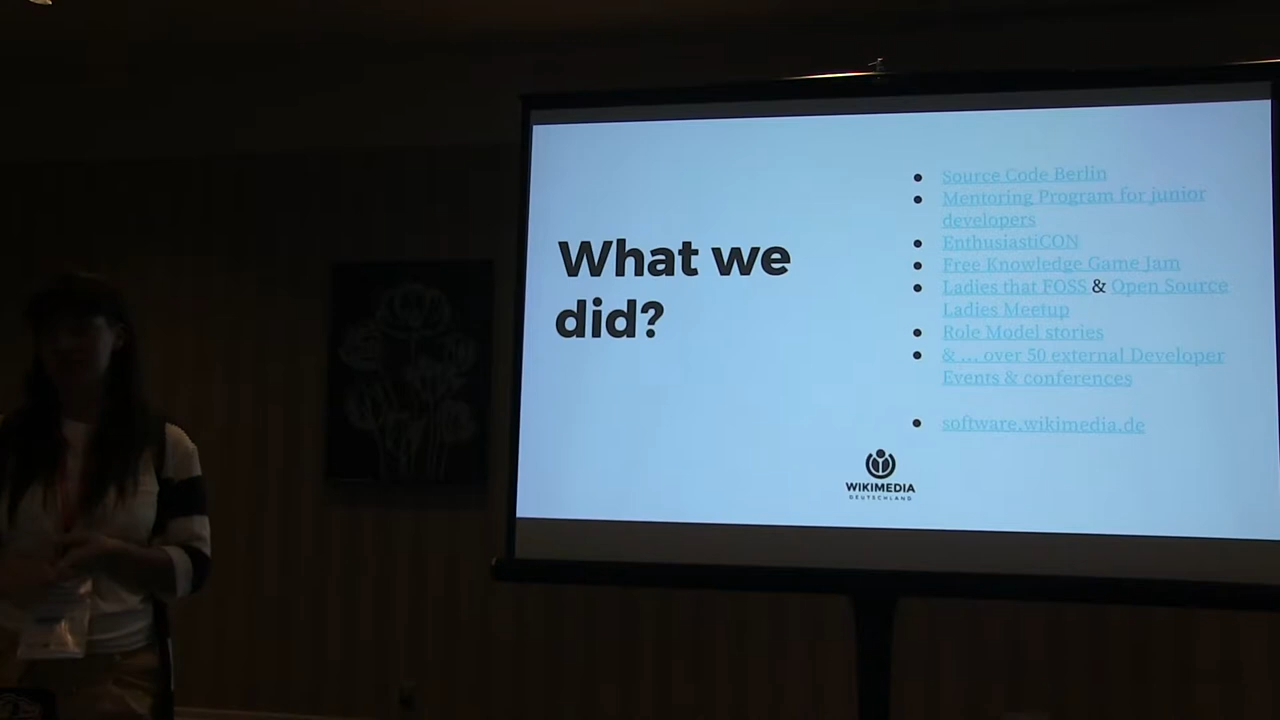 What we
did?
• Source Code Berlin
• Mentoring Program for junior
developers
• EnthusiastiCON
• Free Knowledge Game Jam
• Ladies that FOSS & Open Source
Ladies Meetup
• Role Model stories
• & ... over 50 external Developer
Events & conferences
• software.wikimedia.de
WIKIMEDIA
DEUTSCHLAND